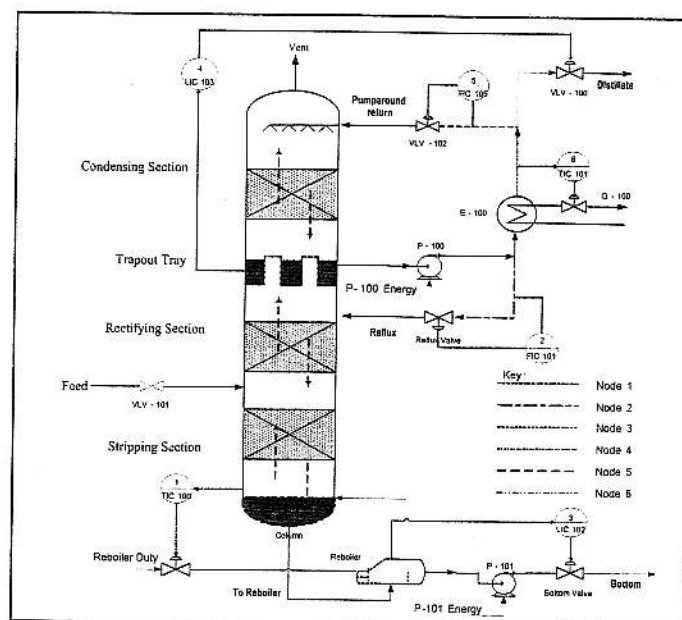 Vent
4
LIC 103
VLV - 100
Distillate
Pumparound
return
5
FIC 105
VLV - 102
Condensing Section
6
TIC 101
Q - 100
E - 100
Trapout Tray
P - 100
P- 100 Energy
Rectifying Section
Reflux
Reflux Valve
2
FIC 101
Feed
VLV - 101
Key:
Node 1
Node 2
Node 3
Node 4
Node 5
Node 6
Stripping Section
1
TIC 100
Column
3
LIC 102
Reboiler Duty
Reboiler
P - 101
To Reboiler
Bottom Valve
Bottom
P-101 Energy